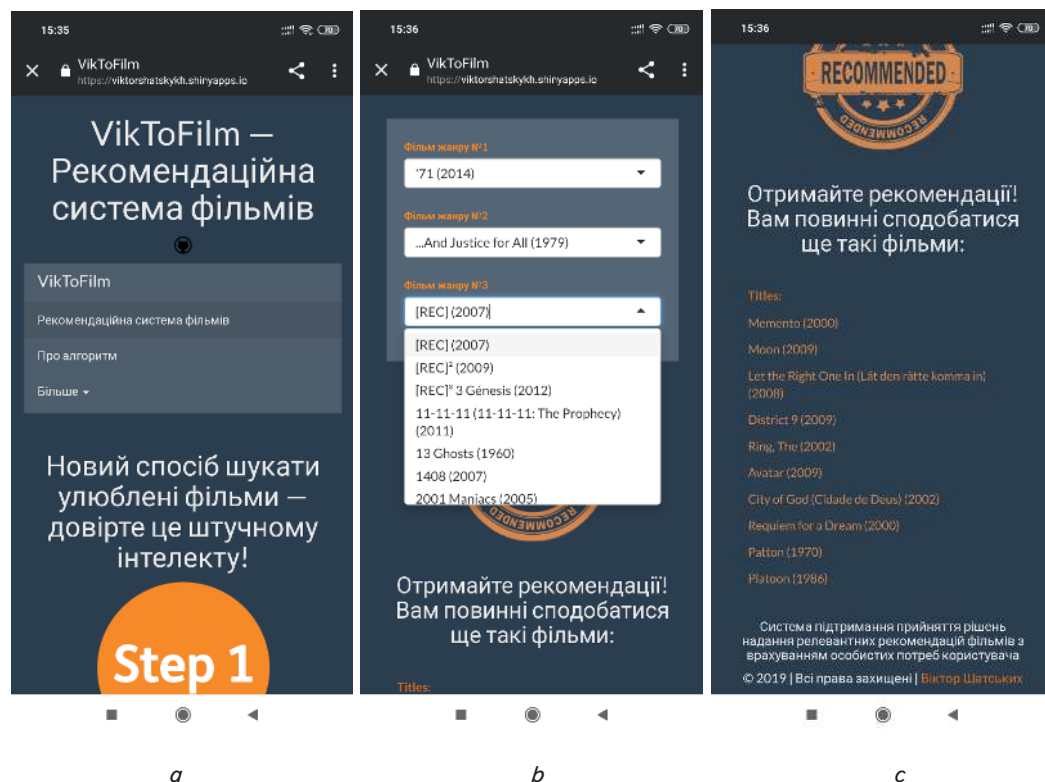 15:35
70
VikToFilm
https://viktorshatskykh.shinyapps.io
VikToFilm —
Рекомендаційна
система фільмів
VikToFilm
Рекомендаційна система фільмів
Про алгоритм
Більше
Новий спосіб шукати
улюблені фільми —
довірте це штучному
інтелекту!
Step 1
a
15:36
70
VikToFilm
https://viktorshatskykh.shinyapps.io
Фільм жанру №1
'71 (2014)
Фільм жанру №2
...And Justice for All (1979)
Фільм жанру №3
[REC] (2007)
[REC] (2007)
[REC]² (2009)
[REC]³ 3 Génesis (2012)
11-11-11 (11-11-11: The Prophecy)
(2011)
13 Ghosts (1960)
1408 (2007)
2001 Maniacs (2005)
RECOMMENDED
Отримайте рекомендації!
Вам повинні сподобатися
ще такі фільми:
Titles:
b
15:36
70
RECOMMENDED
RECOMMENDED
Отримайте рекомендації!
Вам повинні сподобатися
ще такі фільми:
Titles:
Memento (2000)
Moon (2009)
Let the Right One In (Låt den rätte komma in)
(2008)
District 9 (2009)
Ring, The (2002)
Avatar (2009)
City of God (Cidade de Deus) (2002)
Requiem for a Dream (2000)
Patton (1970)
Platoon (1986)
Система підтримання прийняття рішень
надання релевантних рекомендацій фільмів з
врахуванням особистих потреб користувача
© 2019 | Всі права захищені | Віктор Шатських
c